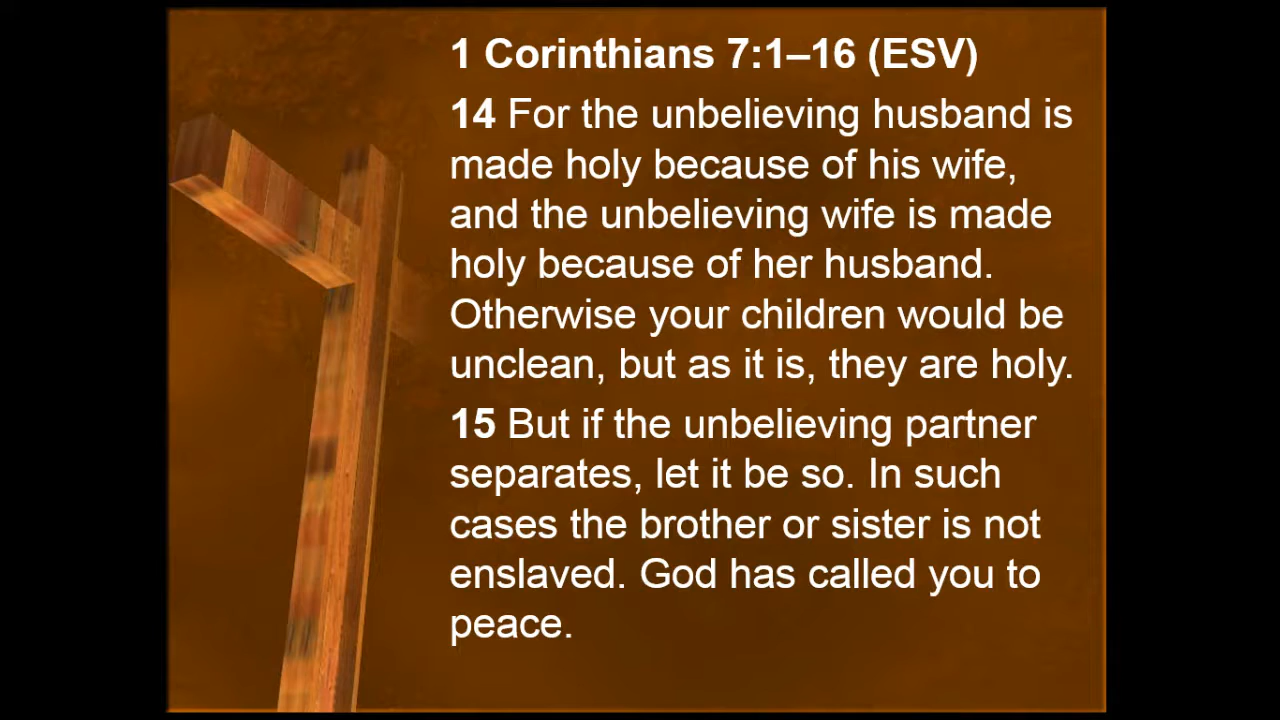 1 Corinthians 7:1–16 (ESV)
14 For the unbelieving husband is
made holy because of his wife,
and the unbelieving wife is made
holy because of her husband.
Otherwise your children would be
unclean, but as it is, they are holy.
15 But if the unbelieving partner
separates, let it be so. In such
cases the brother or sister is not
enslaved. God has called you to
peace.